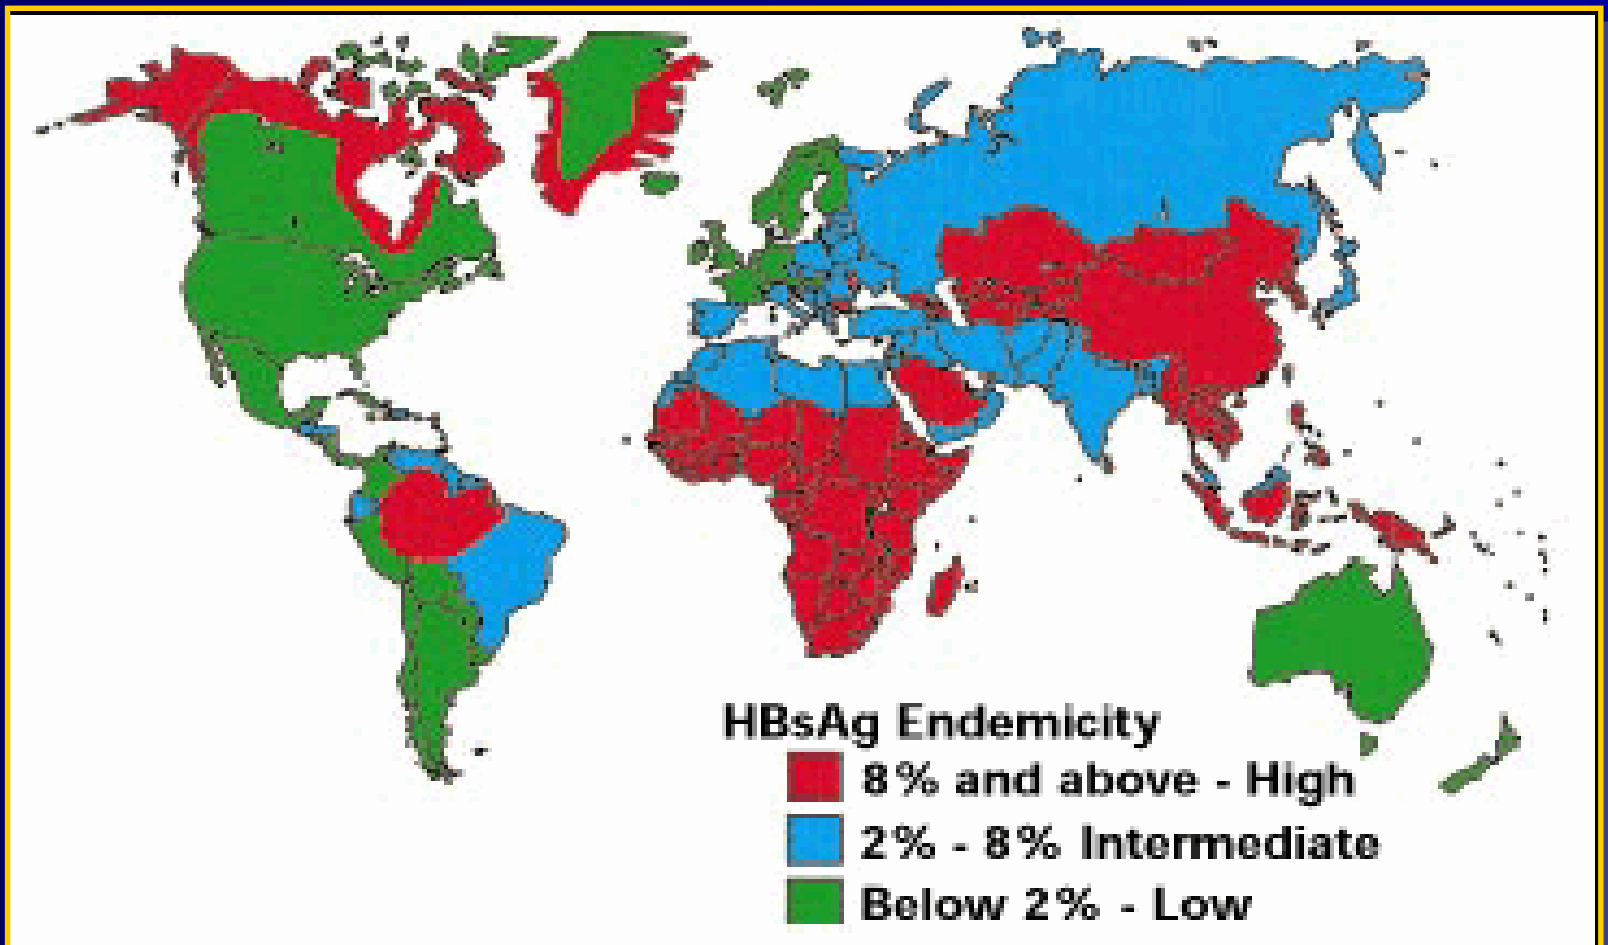 HBsAg Endemicity
8% and above - High
2% - 8% Intermediate
Below 2% - Low